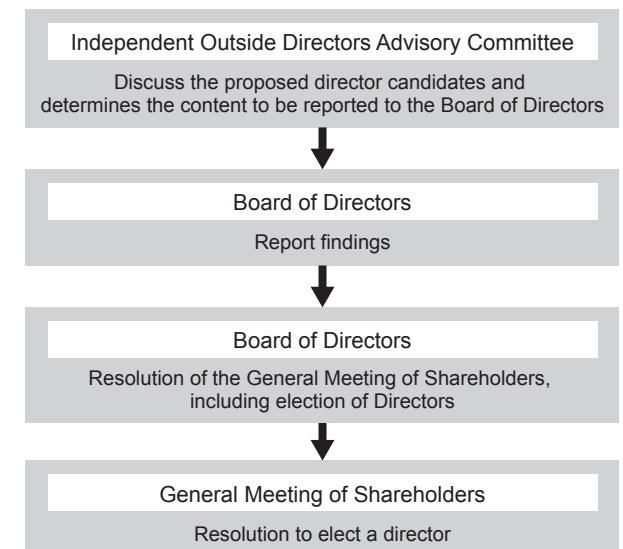 Independent Outside Directors Advisory Committee
Discuss the proposed director candidates and
determines the content to be reported to the Board of Directors
Board of Directors
Report findings
Board of Directors
Resolution of the General Meeting of Shareholders,
including election of Directors
General Meeting of Shareholders
Resolution to elect a director